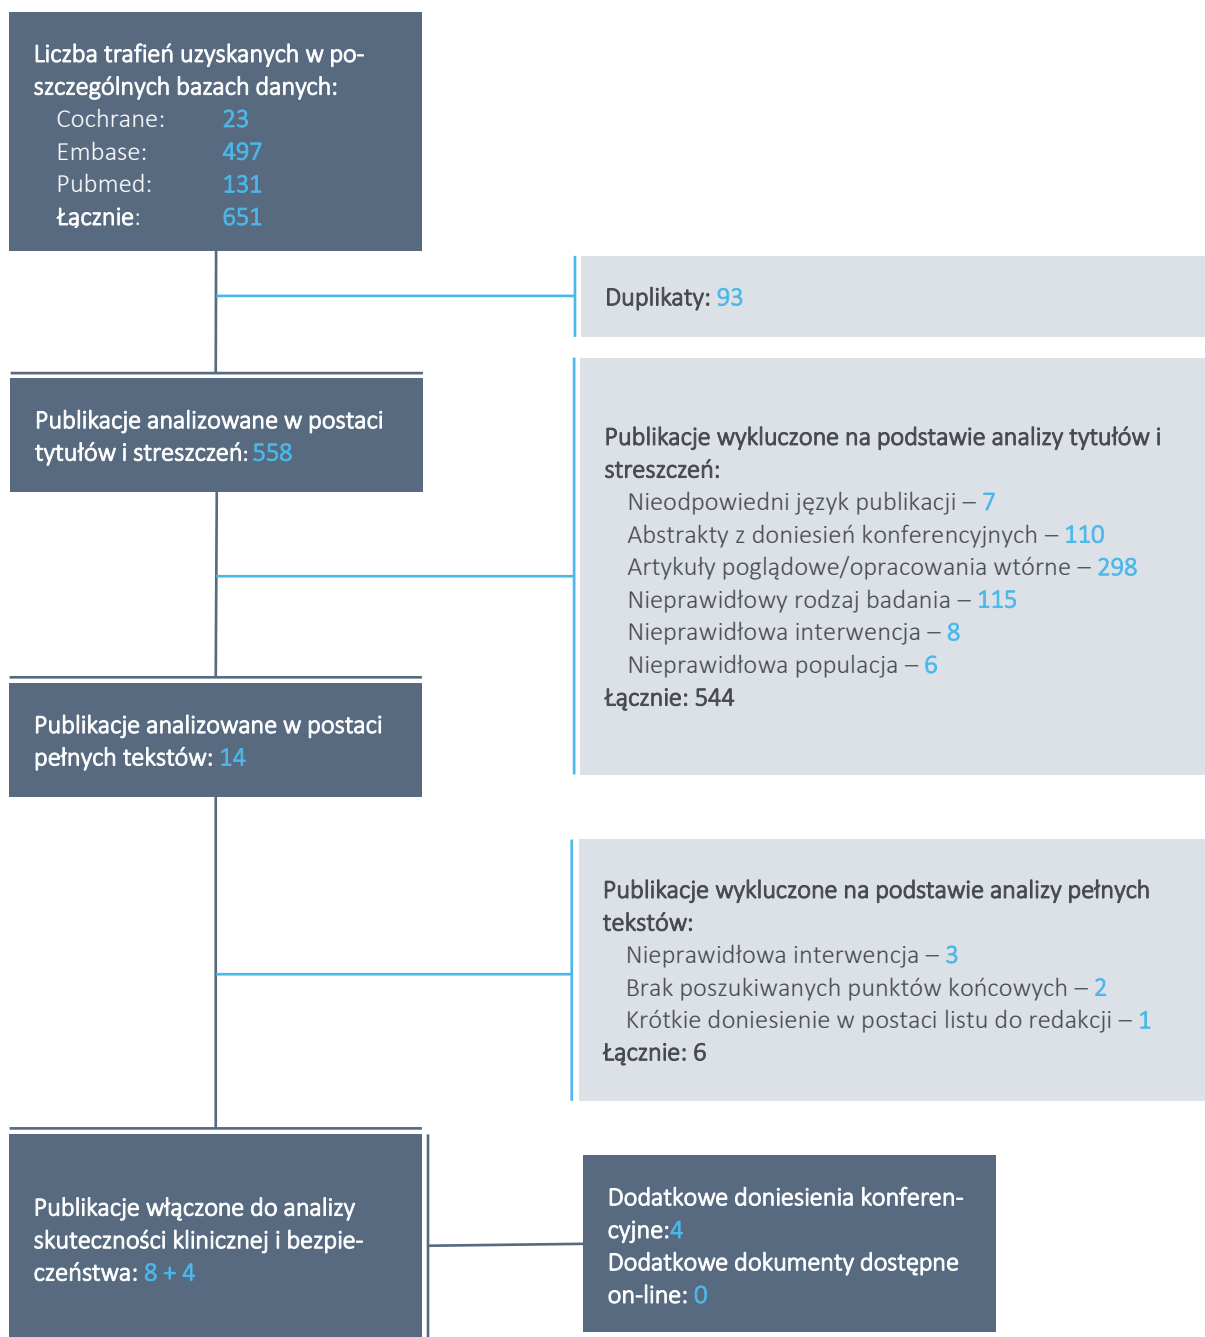 Liczba trafień uzyskanych w po-
szczególnych bazach danych:
Cochrane: 23
Embase: 497
Pubmed: 131
Łącznie: 651
Duplikaty: 93
Publikacje analizowane w postaci
tytułów i streszczeń: 558
Publikacje wykluczone na podstawie analizy tytułów i
streszczeń:
Nieodpowiedni język publikacji – 7
Abstrakty z doniesień konferencyjnych – 110
Artykuły poglądowe/opracowania wtórne – 298
Nieprawidłowy rodzaj badania – 115
Nieprawidłowa interwencja – 8
Nieprawidłowa populacja – 6
Łącznie: 544
Publikacje analizowane w postaci
pełnych tekstów: 14
Publikacje wykluczone na podstawie analizy pełnych
tekstów:
Nieprawidłowa interwencja – 3
Brak poszukiwanych punktów końcowych – 2
Krótkie doniesienie w postaci listu do redakcji – 1
Łącznie: 6
Publikacje włączone do analizy
skuteczności klinicznej i bezpie-
czeństwa: 8 + 4
Dodatkowe doniesienia konferen-
cyjne:4
Dodatkowe dokumenty dostępne
on-line: 0